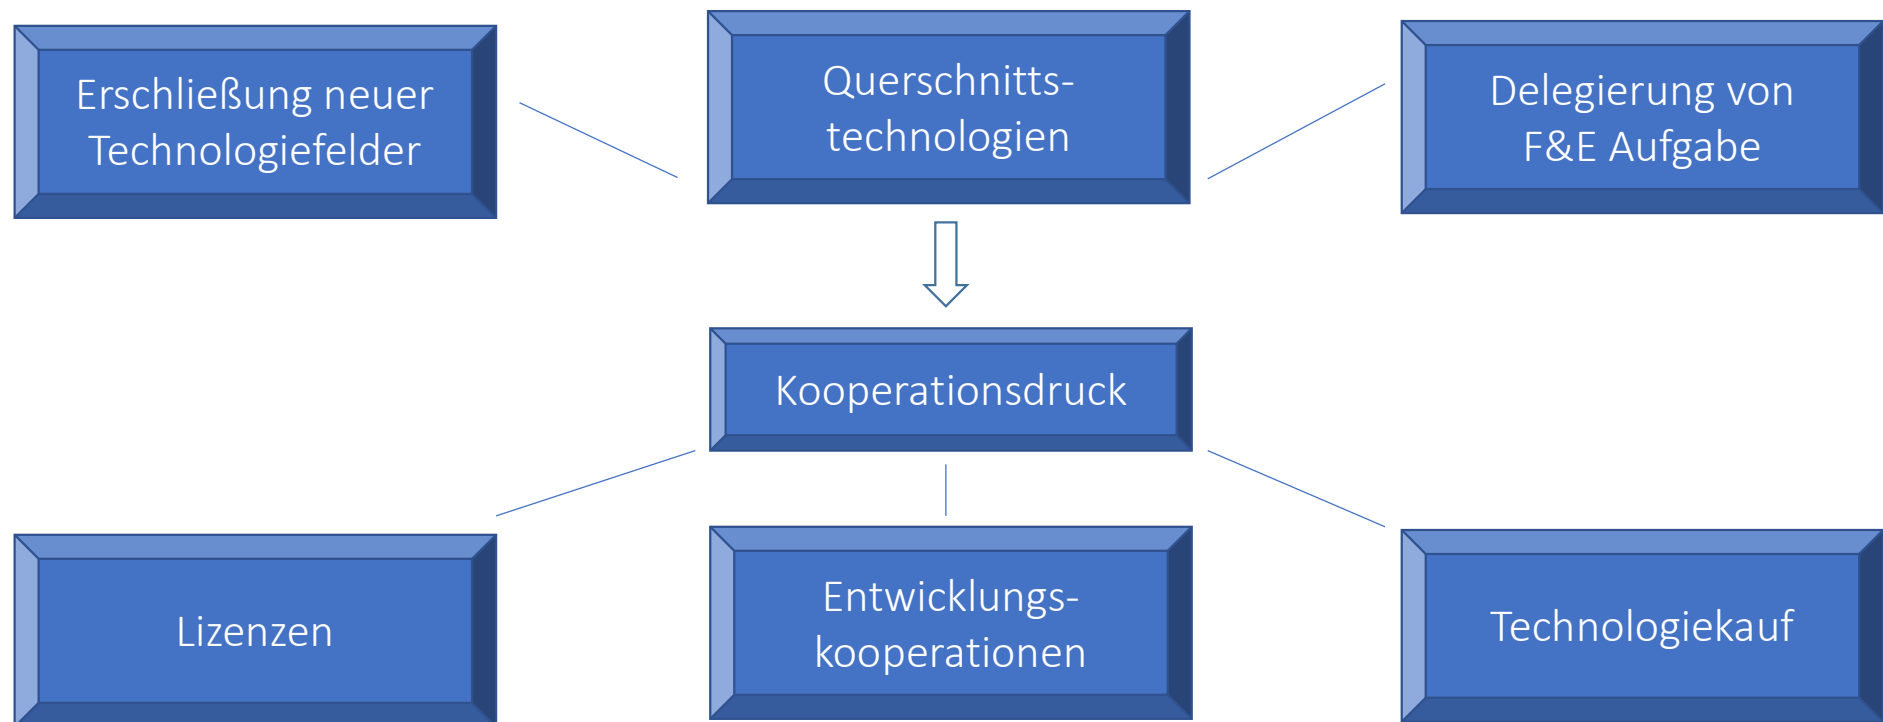 Erschließung neuer
Technologiefelder
Querschnitts-
technologien
Delegierung von
F&E Aufgabe
Kooperationsdruck
Lizenzen
Entwicklungs-
kooperationen
Technologiekauf